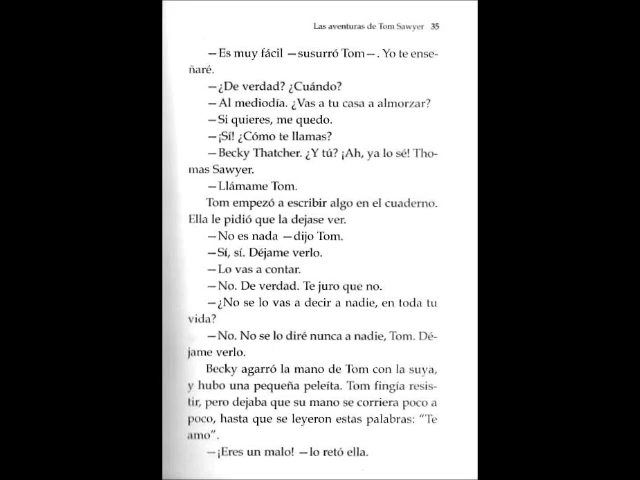 Las aventuras de Tom Sawyer 35
—Es muy fácil —susurró Tom—. Yo te ense-
ñaré.
—¿De verdad? ¿Cuándo?
—Al mediodía. ¿Vas a tu casa a almorzar?
—Si quieres, me quedo.
—¡Sí! ¿Cómo te llamas?
—Becky Thatcher. ¿Y tú? ¡Ah, ya lo sé! Tho-
mas Sawyer.
—Llámame Tom.
Tom empezó a escribir algo en el cuaderno.
Ella le pidió que la dejase ver.
—No es nada —dijo Tom.
—Sí, sí. Déjame verlo.
—Lo vas a contar.
—No. De verdad. Te juro que no.
—¿No se lo vas a decir a nadie, en toda tu
vida?
—No. No se lo diré nunca a nadie, Tom. Dé-
jame verlo.
Becky agarró la mano de Tom con la suya,
y hubo una pequeña peleíta. Tom fingía resis-
tir, pero dejaba que su mano se corriera poco a
poco, hasta que se leyeron estas palabras: “Te
amo”.
—¡Eres un malo! —lo retó ella.